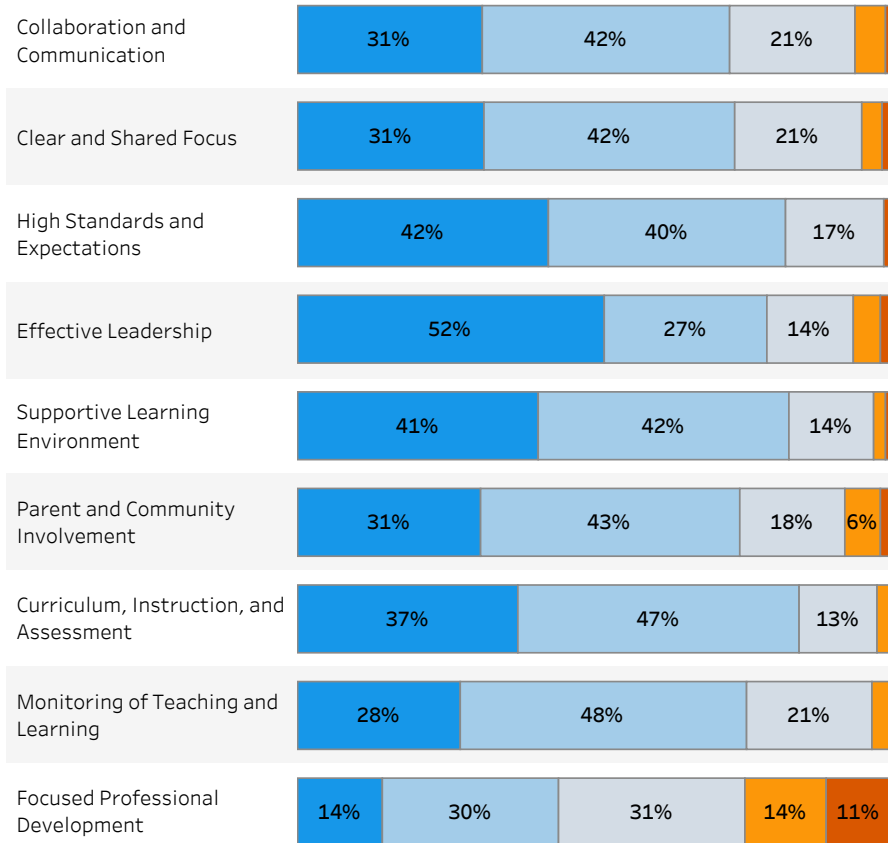 Collaboration and
Communication
31% 42% 21%
Clear and Shared Focus
31% 42% 21%
High Standards and
Expectations
42% 40% 17%
Effective Leadership
52% 27% 14%
Supportive Learning
Environment
41% 42% 14%
Parent and Community
Involvement
31% 43% 18% 6%
Curriculum, Instruction, and
Assessment
37% 47% 13%
Monitoring of Teaching and
Learning
28% 48% 21%
Focused Professional
Development
14% 30% 31% 14% 11%